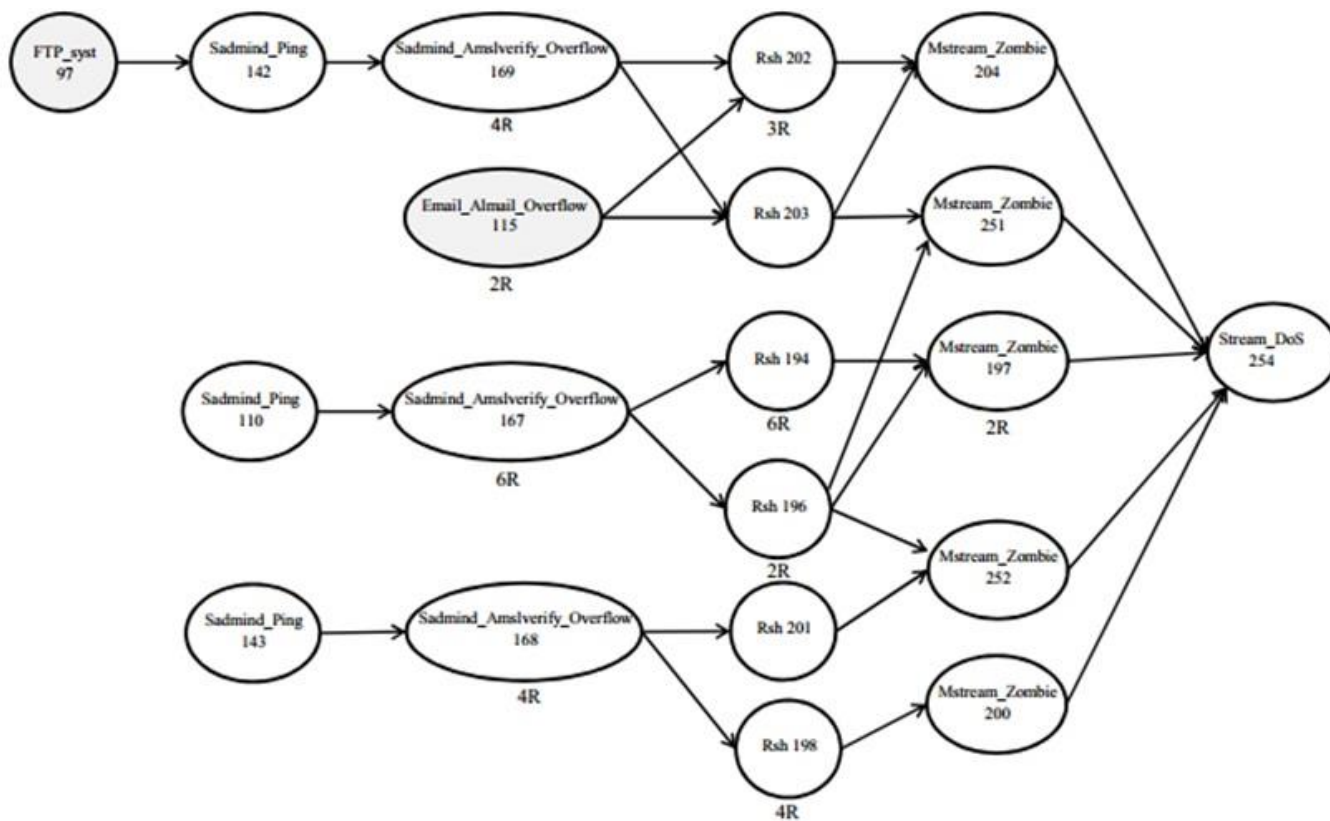 FTP_syst
97
Sadmind_Ping
142
Sadmind_Amslverify_Overflow
169
4R
Rsh 202
3R
Mstream_Zombie
204
Email_Almail_Overflow
115
2R
Rsh 203
Mstream_Zombie
251
Sadmind_Ping
110
Sadmind_Amslverify_Overflow
167
6R
Rsh 194
6R
Mstream_Zombie
197
2R
Stream_DoS
254
Rsh 196
2R
Mstream_Zombie
252
Sadmind_Ping
143
Sadmind_Amslverify_Overflow
168
4R
Rsh 201
Rsh 198
4R
Mstream_Zombie
200